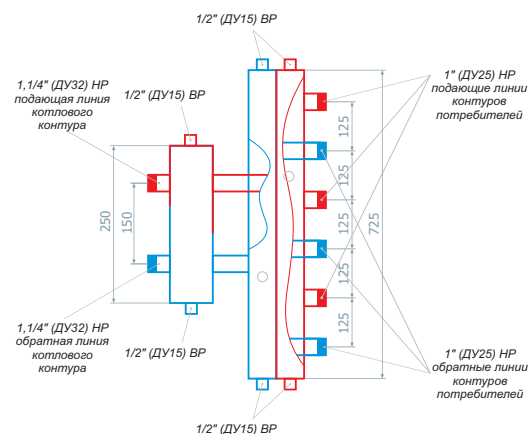 1/2" (ДУ15) ВР
1,1/4" (ДУ32) НР
подающая линия
котлового
контура
1/2" (ДУ15) ВР
1" (ДУ25) НР
подающие линии
контуров
потребителей
125
125
125
125
125
725
250
150
1,1/4" (ДУ32) НР
обратная линия
котлового
контура
1/2" (ДУ15) ВР
1" (ДУ25) НР
обратные линии
контуров
потребителей
1/2" (ДУ15) ВР